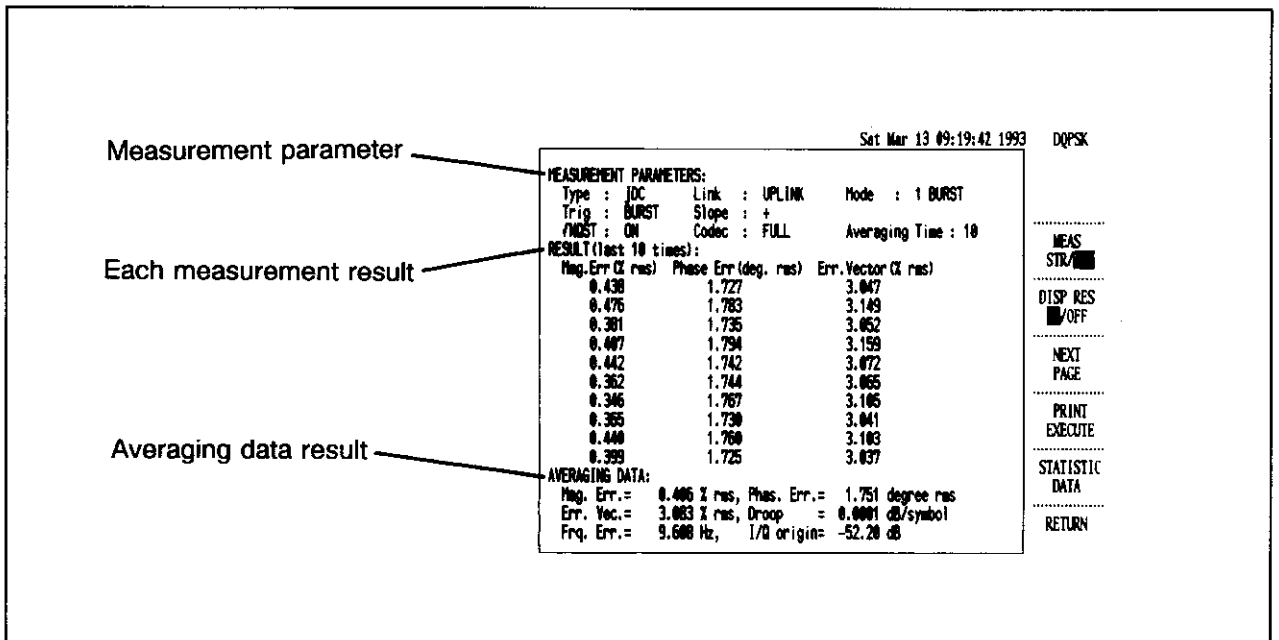 Sat Mar 13 09:19:42 1993 DQPSK
Measurement parameter
MEASUREMENT PARAMETERS:
Type : JDC Link : UPLINK Mode : 1 BURST
Trig : BURST Slope : +
ON Codec : FULL Averaging Time : 10
Each measurement result
RESULT(last 10 times):
Mag.Err(% rms) Phase Err(deg. rms) Err.Vector(% rms)
0.438 1.727 3.047
0.476 1.783 3.149
0.381 1.735 3.052
0.407 1.794 3.159
0.442 1.742 3.072
0.362 1.744 3.065
0.346 1.767 3.105
0.365 1.730 3.041
0.440 1.760 3.103
0.399 1.725 3.037
Averaging data result
AVERAGING DATA:
Mag. Err.= 0.406 % rms, Phas. Err.= 1.751 degree rms
Err. Vec.= 3.083 % rms, Droop = 0.0001 dB/symbol
Frq. Err.= 9.608 Hz, I/Q origin= -52.20 dB
MEAS
STR/
DISP RES
/OFF
NEXT
PAGE
PRINT
EXECUTE
STATISTIC
DATA
RETURN